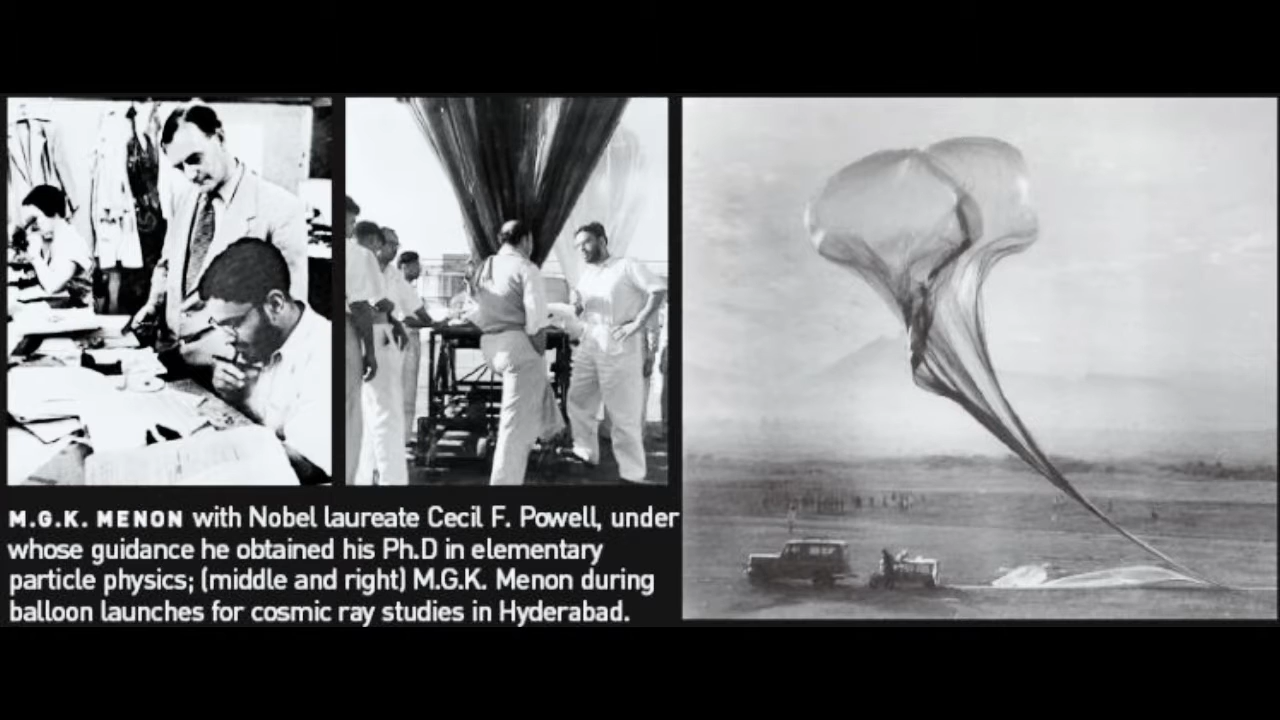 M.G.K. MENON with Nobel laureate Cecil F. Powell, under
whose guidance he obtained his Ph.D in elementary
particle physics; (middle and right) M.G.K. Menon during
balloon launches for cosmic ray studies in Hyderabad.